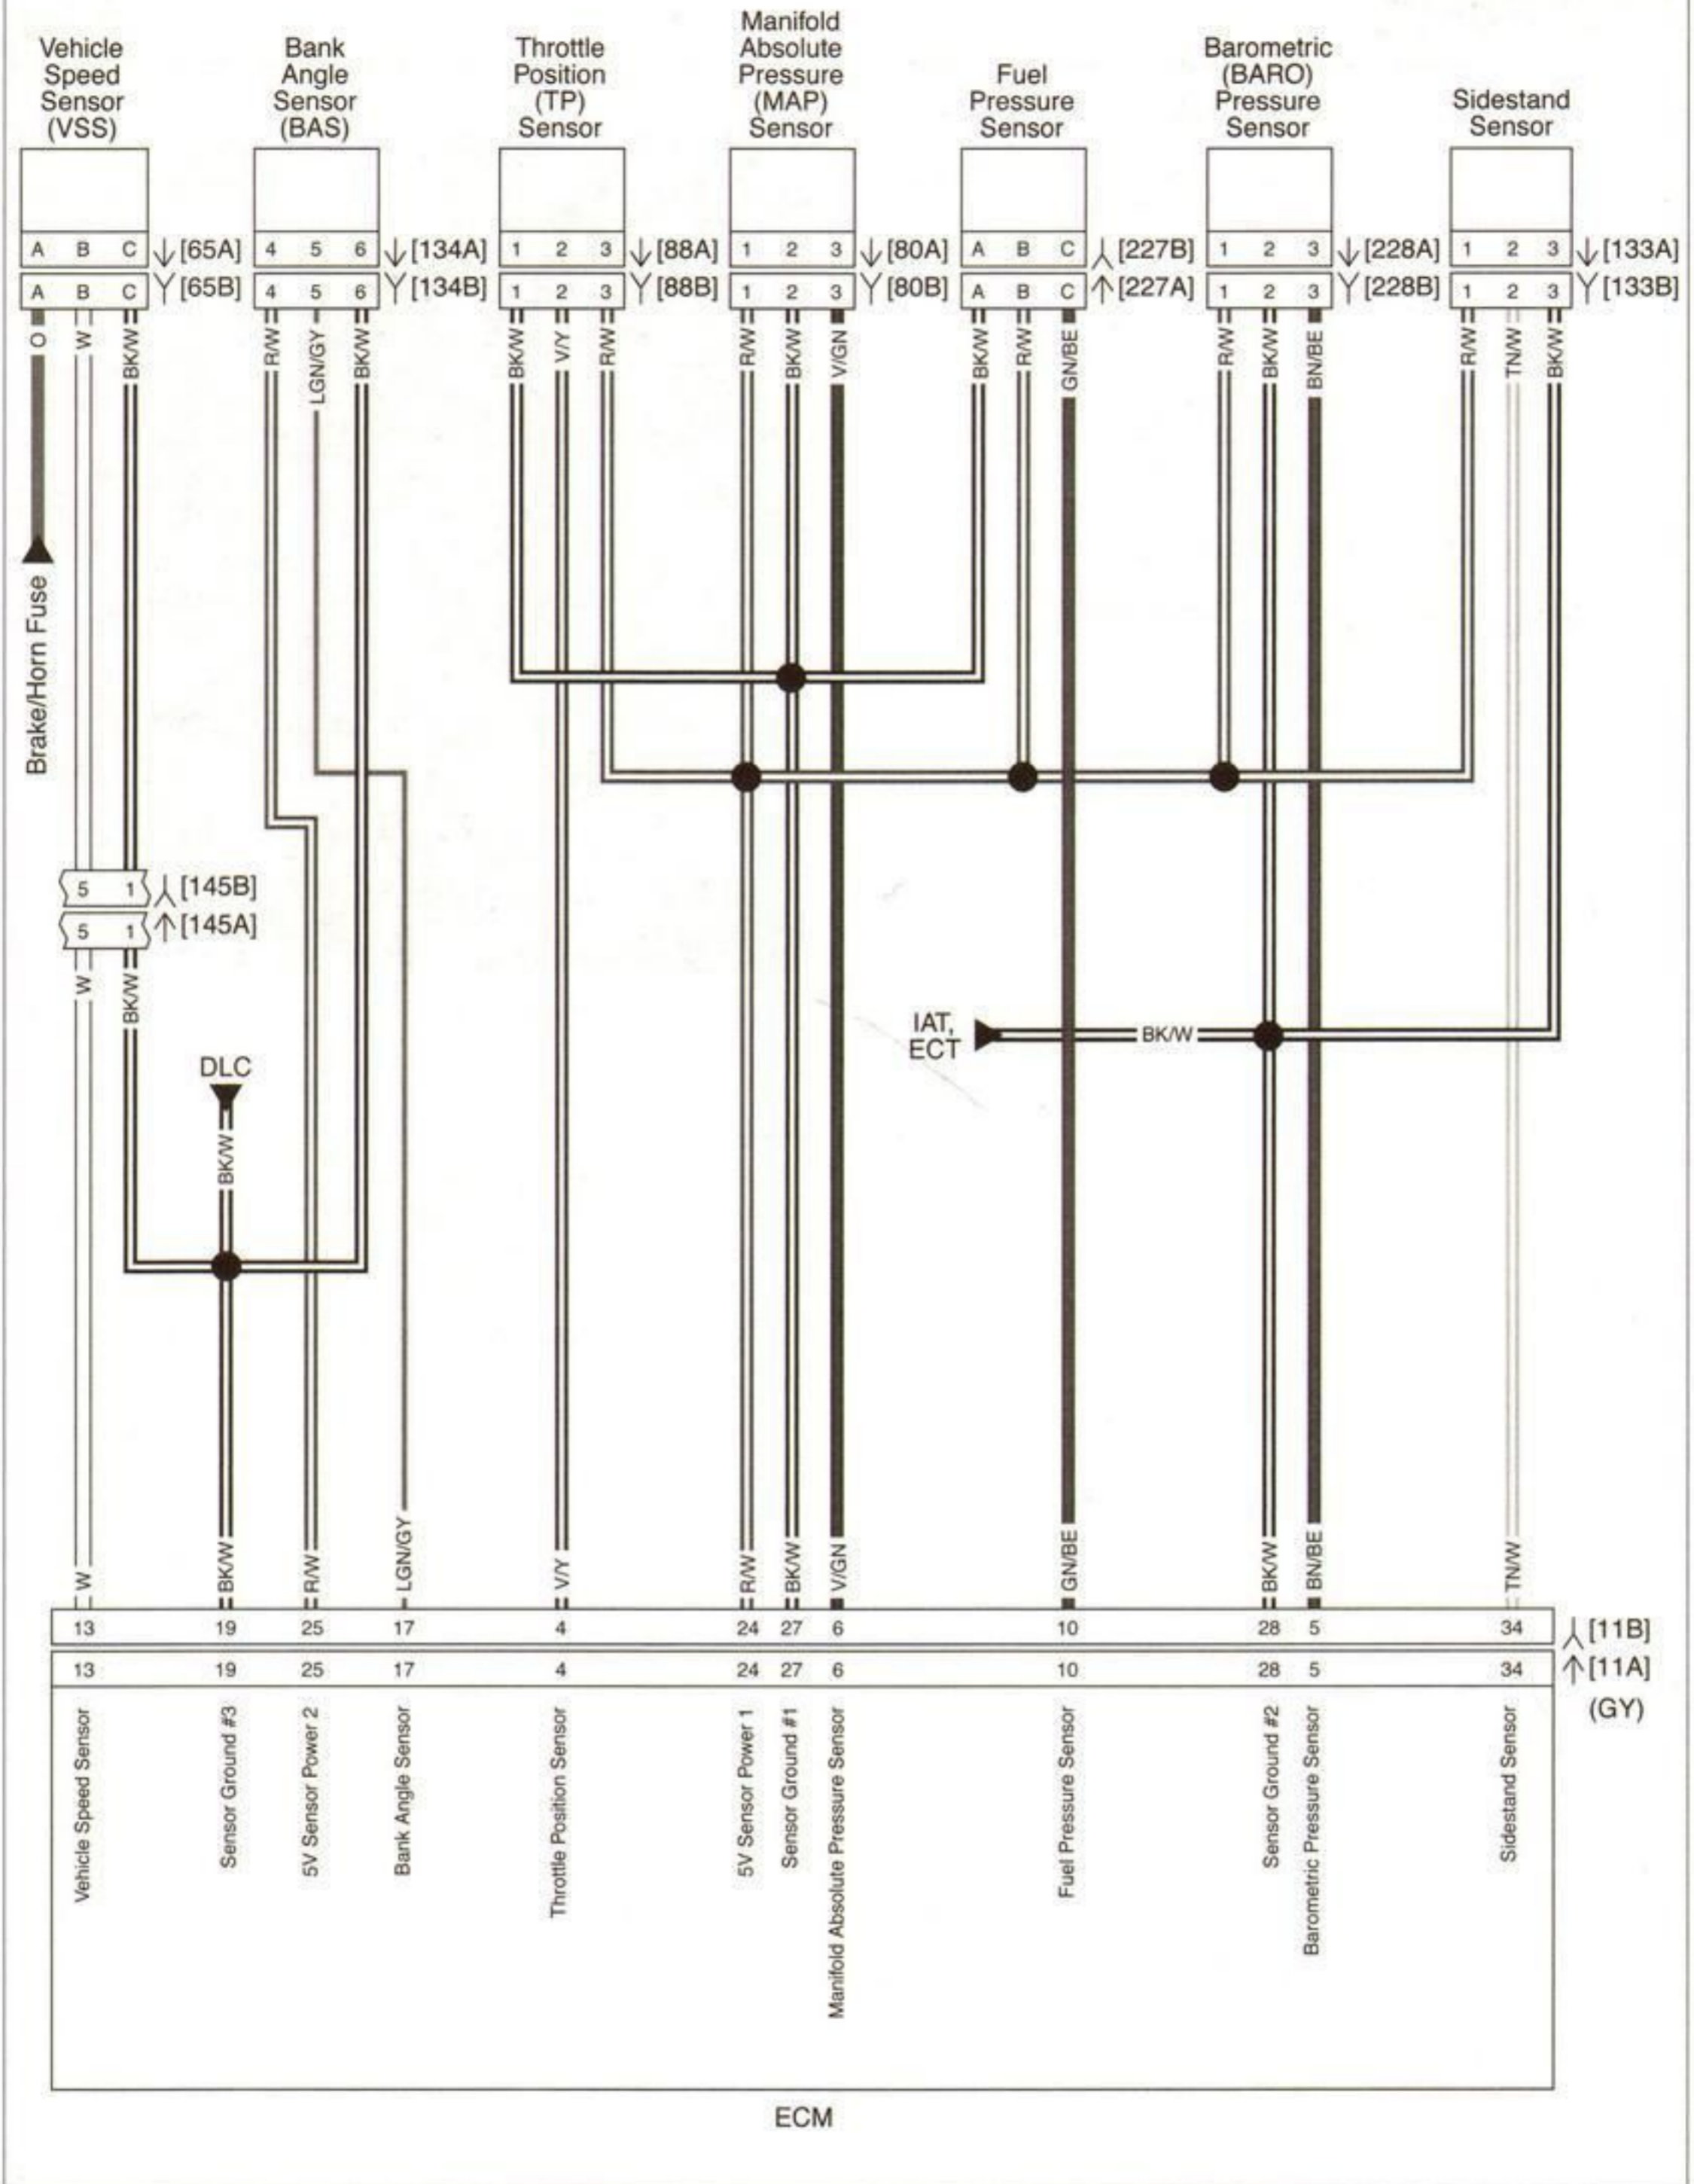 Vehicle
Speed
Sensor
(VSS)
Bank
Angle
Sensor
(BAS)
Throttle
Position
(TP)
Sensor
Manifold
Absolute
Pressure
(MAP)
Sensor
Fuel
Pressure
Sensor
Barometric
(BARO)
Pressure
Sensor
Sidestand
Sensor
A B C [65A] 4 5 6 [134A] 1 2 3 [88A] 1 2 3 [80A] A B C [227B] 1 2 3 [228A] 1 2 3 [133A]
A B C [65B] 4 5 6 [134B] 1 2 3 [88B] 1 2 3 [80B] A B C [227A] 1 2 3 [228B] 1 2 3 [133B]
O W BK/W R/W LGN/GY BK/W BK/W V/Y R/W R/W BK/W V/GN BK/W R/W GN/BE R/W BK/W BN/BE R/W TN/W BK/W
Brake/Horn Fuse
5 1 [145B]
5 1 [145A]
W BK/W
IAT,
ECT
BK/W
DLC
BK/W
W BK/W R/W LGN/GY V/Y R/W BK/W V/GN GN/BE BK/W BN/BE TN/W
13 19 25 17 4 24 27 6 10 28 5 34 [11B]
13 19 25 17 4 24 27 6 10 28 5 34 [11A]
(GY)
Vehicle Speed Sensor
Sensor Ground #3
5V Sensor Power 2
Bank Angle Sensor
Throttle Position Sensor
5V Sensor Power 1
Sensor Ground #1
Manifold Absolute Pressure Sensor
Fuel Pressure Sensor
Sensor Ground #2
Barometric Pressure Sensor
Sidestand Sensor
ECM